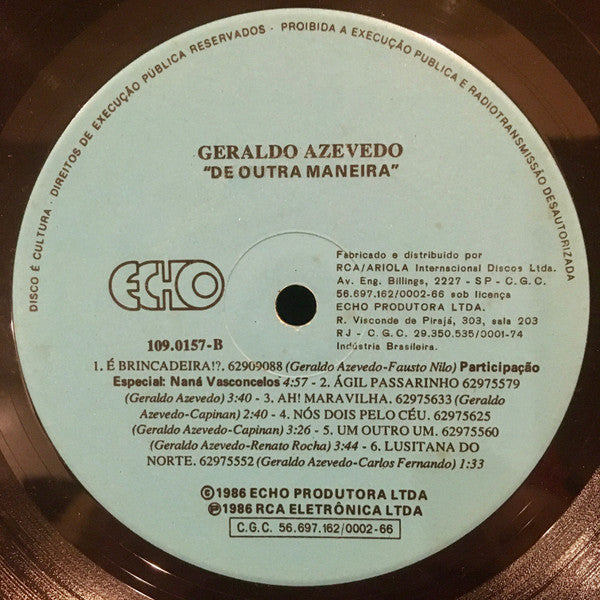 DISCO É CULTURA · DIREITOS DE EXECUÇÃO PÚBLICA RESERVADOS · PROIBIDA A EXECUÇÃO PÚBLICA E RADIOTRANSMISSÃO DESAUTORIZADA
GERALDO AZEVEDO
"DE OUTRA MANEIRA"
ECHO
109.0157-B
Fabricado e distribuído por
RCA/ARIOLA Internacional Discos Ltda.
Av. Eng. Billings, 2227 - SP - C.G.C.
56.697.162/0002-66 sob licença
ECHO PRODUTORA LTDA.
R. Visconde de Pirajá, 303, sala 203
RJ - C.G.C. 29.350.535/0001-74
Indústria Brasileira.
1. É BRINCADEIRA!?. 62909088 (Geraldo Azevedo-Fausto Nilo) Participação
Especial: Naná Vasconcelos 4:57 - 2. ÁGIL PASSARINHO 62975579
(Geraldo Azevedo) 3:40 - 3. AH! MARAVILHA. 62975633 (Geraldo
Azevedo-Capinan) 2:40 - 4. NÓS DOIS PELO CÉU. 62975625
(Geraldo Azevedo-Capinan) 3:26 - 5. UM OUTRO UM. 62975560
(Geraldo Azevedo-Renato Rocha) 3:44 - 6. LUSITANA DO
NORTE. 62975552 (Geraldo Azevedo-Carlos Fernando) 1:33
©1986 ECHO PRODUTORA LTDA
℗1986 RCA ELETRÔNICA LTDA
C.G.C. 56.697.162/0002-66